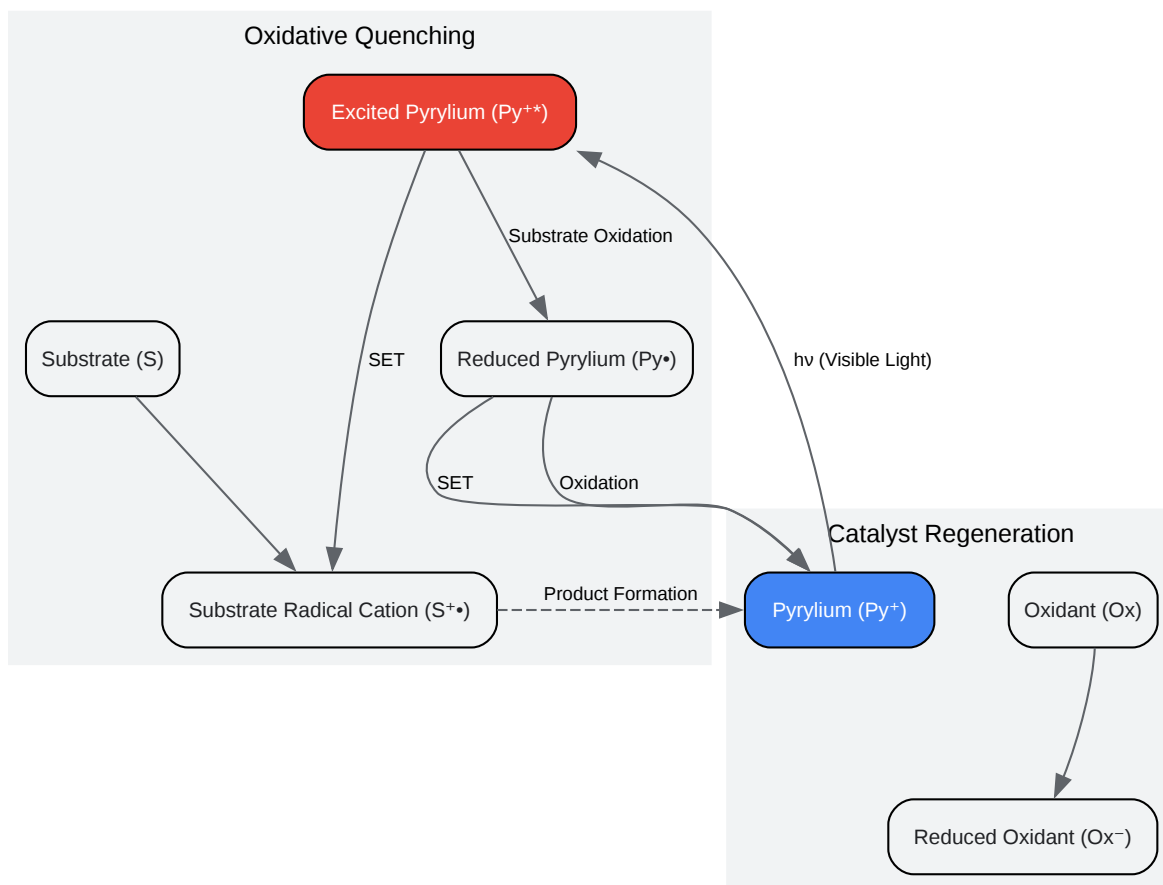 Oxidative Quenching
Excited Pyrylium (Py⁺*)
Substrate Oxidation
Substrate (S)
SET
Reduced Pyrylium (Py•)
hν (Visible Light)
SET
Oxidation
Catalyst Regeneration
Substrate Radical Cation (S⁺•)
Product Formation
Pyrylium (Py⁺)
Oxidant (Ox)
Reduced Oxidant (Ox⁻)